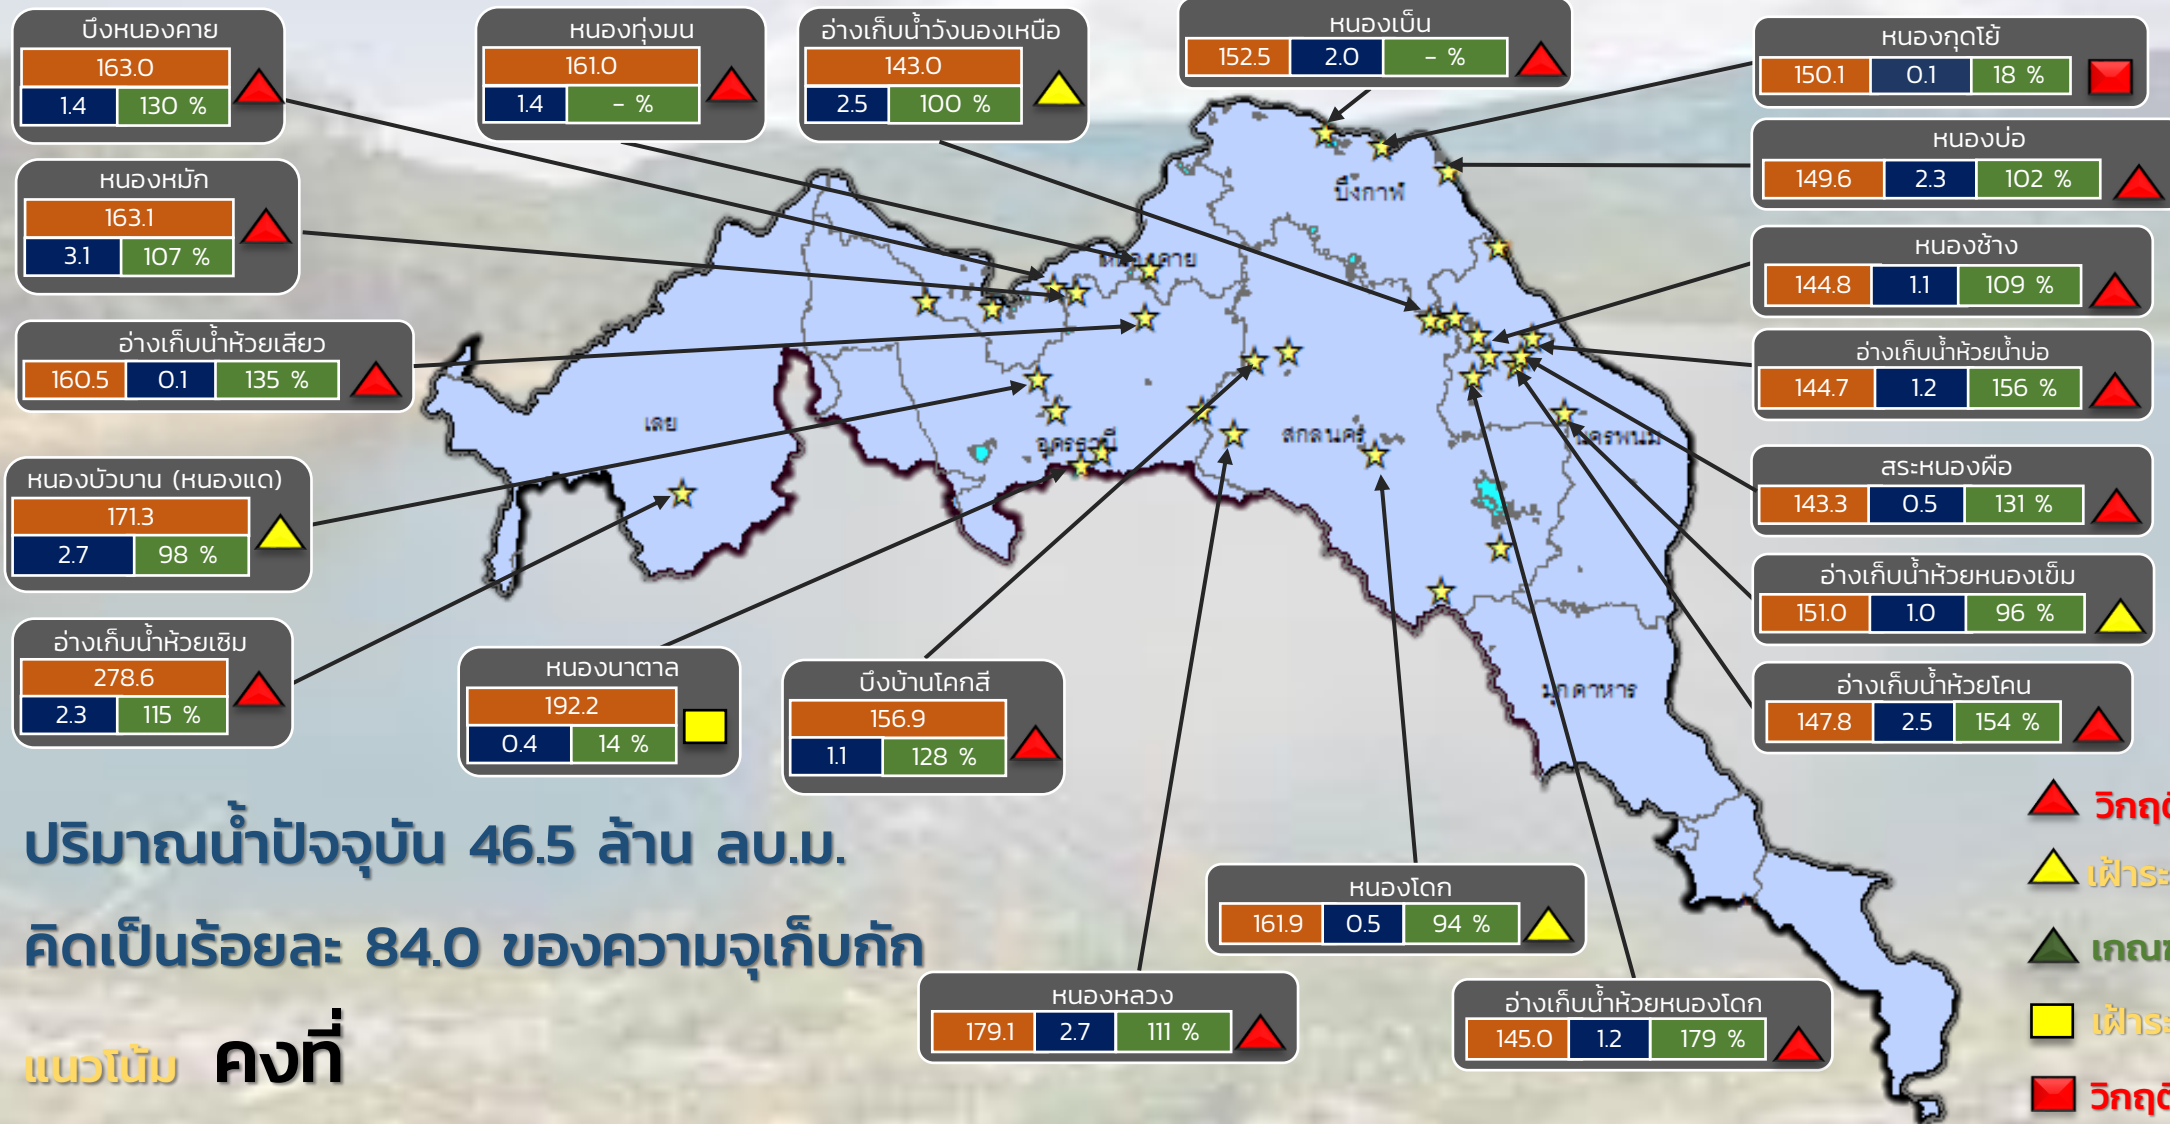 บึงหนองคาย
163.0
1.4 130 %
หนองทุ่งมน
161.0
1.4 - %
อ่างเก็บน้ำวังนองเหนือ
143.0
2.5 100 %
หนองเบ็น
152.5 2.0 - %
หนองกุดโย้
150.1 0.1 18 %
หนองหมัก
163.1
3.1 107 %
หนองบ่อ
149.6 2.3 102 %
บึงกาฬ
หนองช้าง
144.8 1.1 109 %
อ่างเก็บน้ำห้วยเสียว
160.5 0.1 135 %
อ่างเก็บน้ำห้วยน้ำบ่อ
144.7 1.2 156 %
เลย
อุดรธานี
สกลนคร
นครพนม
หนองบัวบาน (หนองแด)
171.3
2.7 98 %
สระหนองผือ
143.3 0.5 131 %
อ่างเก็บน้ำห้วยหนองเข็ม
151.0 1.0 96 %
อ่างเก็บน้ำห้วยเซิม
278.6
2.3 115 %
หนองนาตาล
192.2
0.4 14 %
บึงบ้านโคกสี
156.9
1.1 128 %
มุกดาหาร
อ่างเก็บน้ำห้วยโคน
147.8 2.5 154 %
ปริมาณน้ำปัจจุบัน 46.5 ล้าน ลบ.ม.
คิดเป็นร้อยละ 84.0 ของความจุเก็บกัก
แนวโน้ม คงที่
หนองโดก
161.9 0.5 94 %
หนองหลวง
179.1 2.7 111 %
อ่างเก็บน้ำห้วยหนองโดก
145.0 1.2 179 %
วิกฤติ
เฝ้าระ
เกณฑ
เฝ้าระ
วิกฤติ